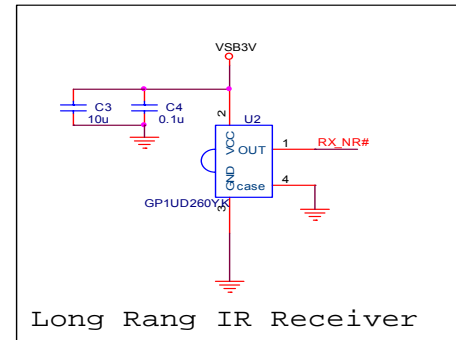 VSB3V
C3
10u
C4
0.1u
2
U2
VCC
OUT
1
RX_NR#
GND
case
4
GP1UD260YK
3
Long Rang IR Receiver